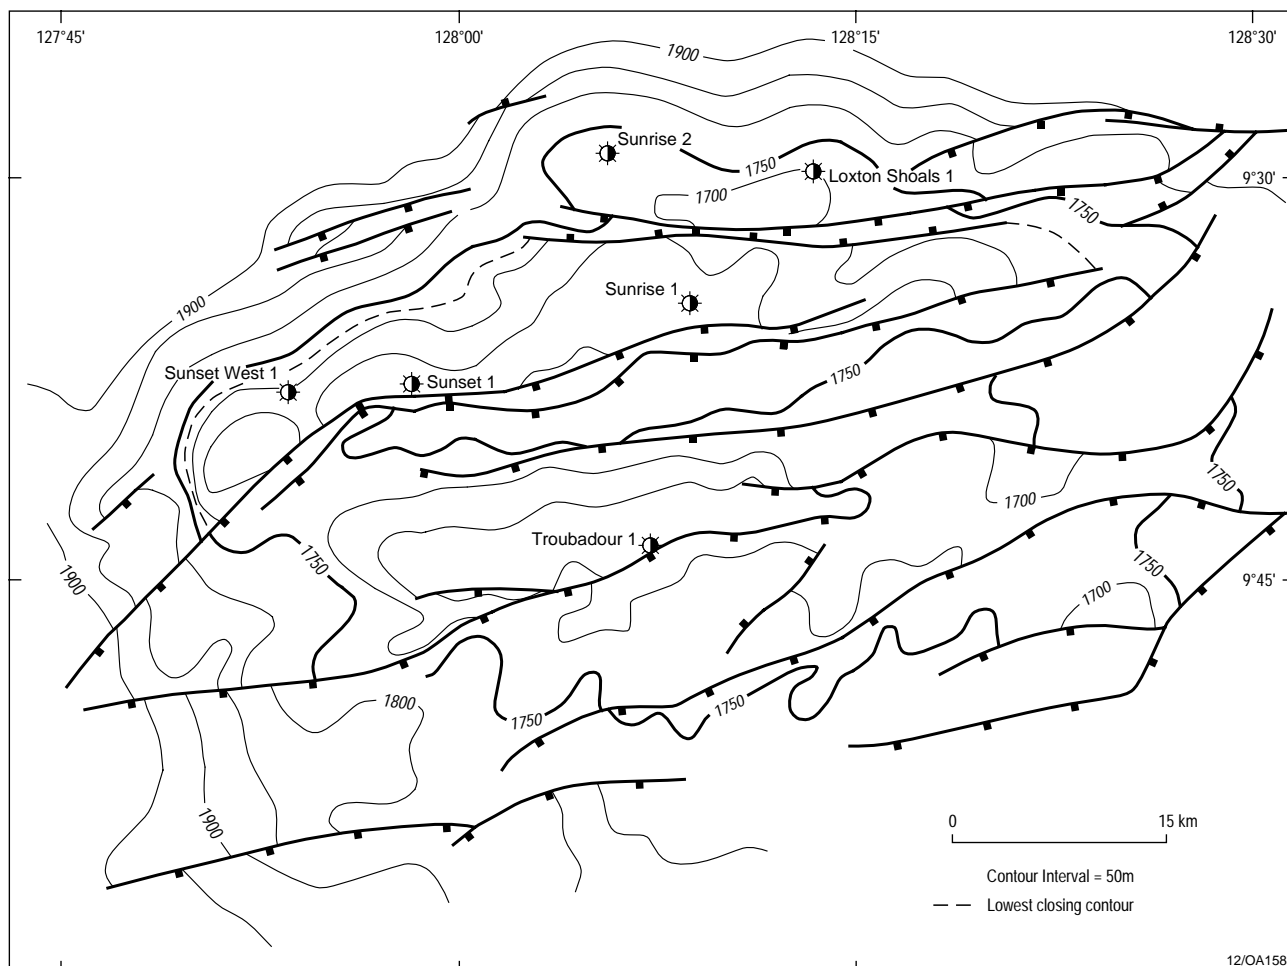 127°45' 128°00' 128°15' 128°30'
1900
Sunrise 2
1750
Loxton Shoals 1
9°30'
1700
1750
1900
Sunrise 1
Sunset West 1
Sunset 1
1750
1750
1700
Troubadour 1
1750
1750
1900
9°45'
1700
1800
1750
1750
1900
0 15 km
Contour Interval = 50m
Lowest closing contour
12/OA158